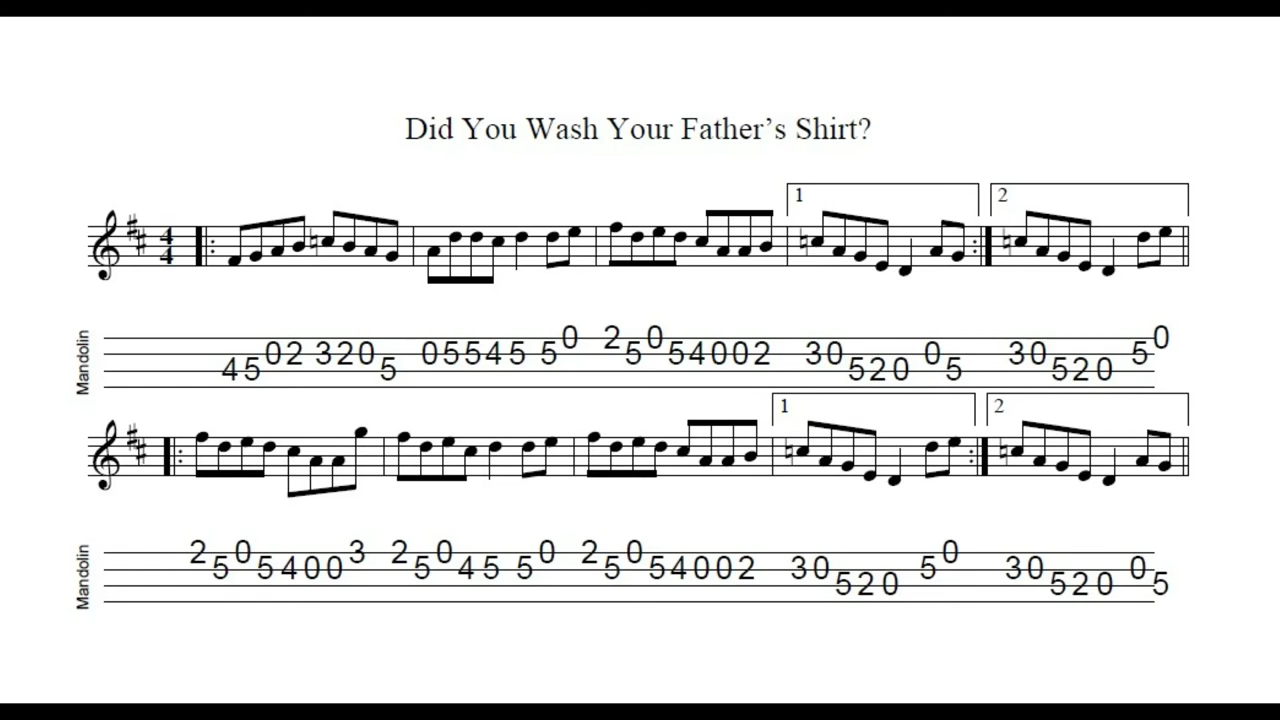 Did You Wash Your Father's Shirt?
1 2
4 4
Mandolin
4 5 0 2 3 2 0 5 0 5 5 4 5 5 0 2 5 0 5 4 0 0 2 3 0 5 2 0 0 5 3 0 5 2 0 5 0
1 2
Mandolin
2 5 0 5 4 0 0 3 2 5 0 4 5 5 0 2 5 0 5 4 0 0 2 3 0 5 2 0 5 0 3 0 5 2 0 0 5